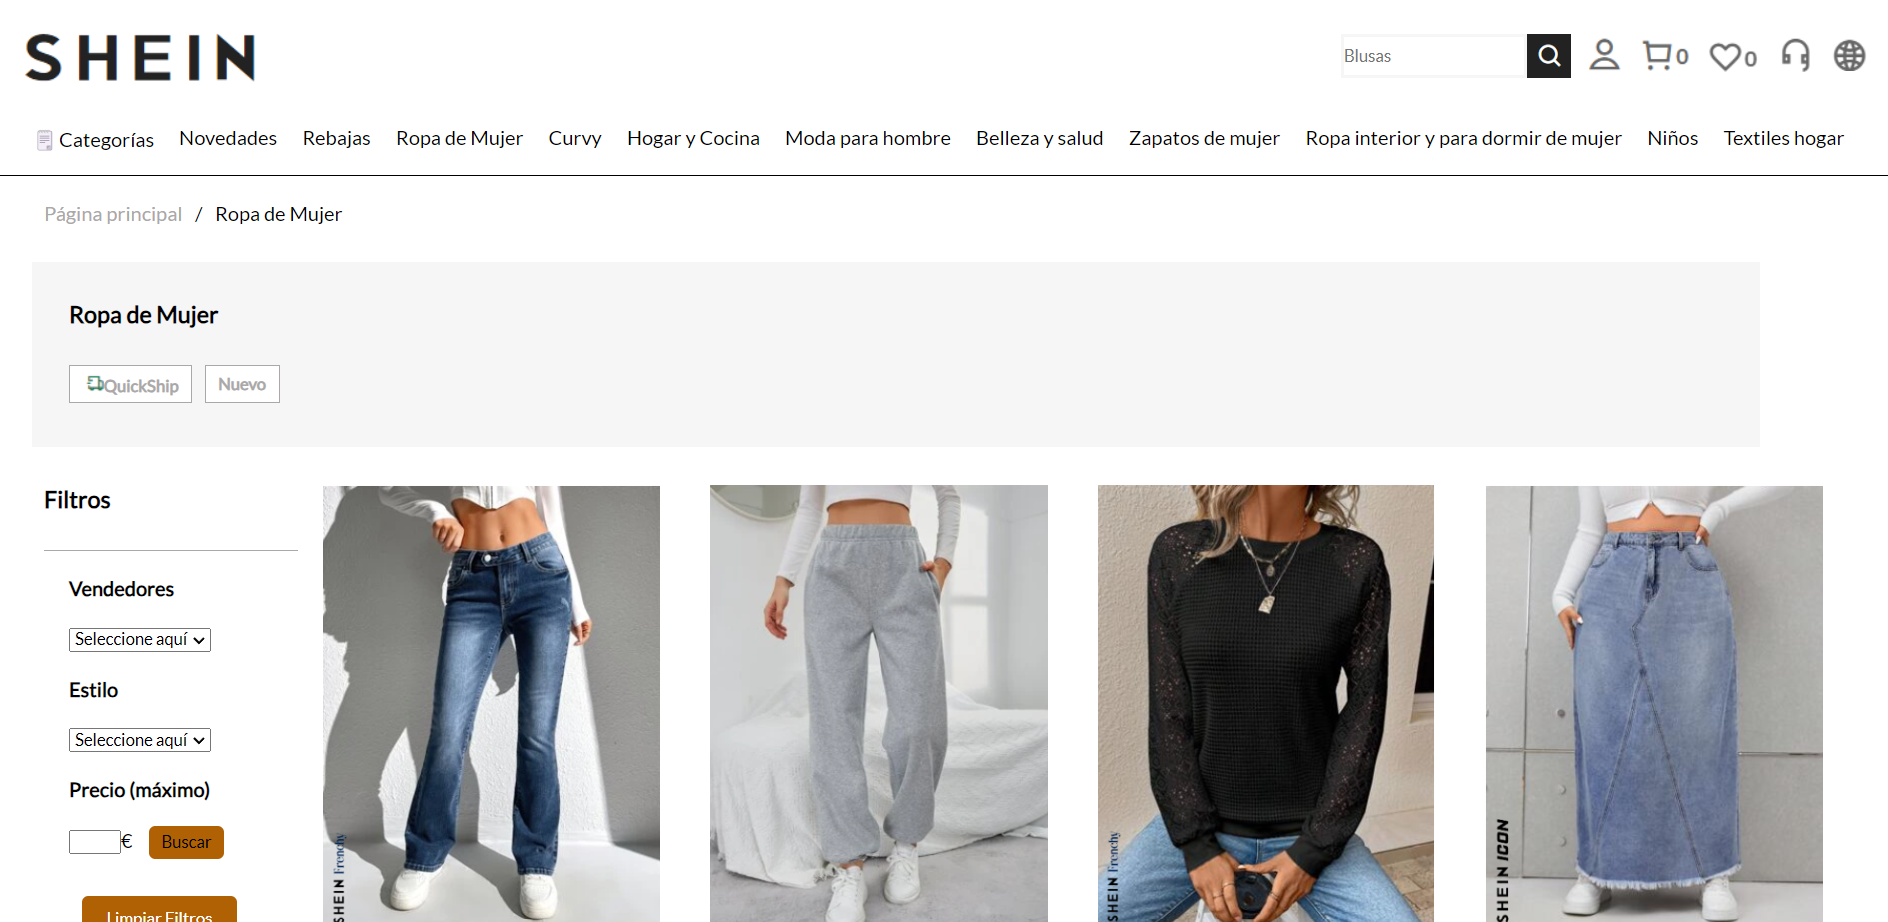 SHEIN
Blusas
0
0
Categorías
Novedades
Rebajas
Ropa de Mujer
Curvy
Hogar y Cocina
Moda para hombre
Belleza y salud
Zapatos de mujer
Ropa interior y para dormir de mujer
Niños
Textiles hogar
Página principal / Ropa de Mujer
Ropa de Mujer
QuickShip
Nuevo
Filtros
Vendedores
Seleccione aquí
Estilo
Seleccione aquí
Precio (máximo)
€
Buscar
Limpiar Filtros
SHEIN Frenchy
SHEIN Frenchy
SHEIN ICON